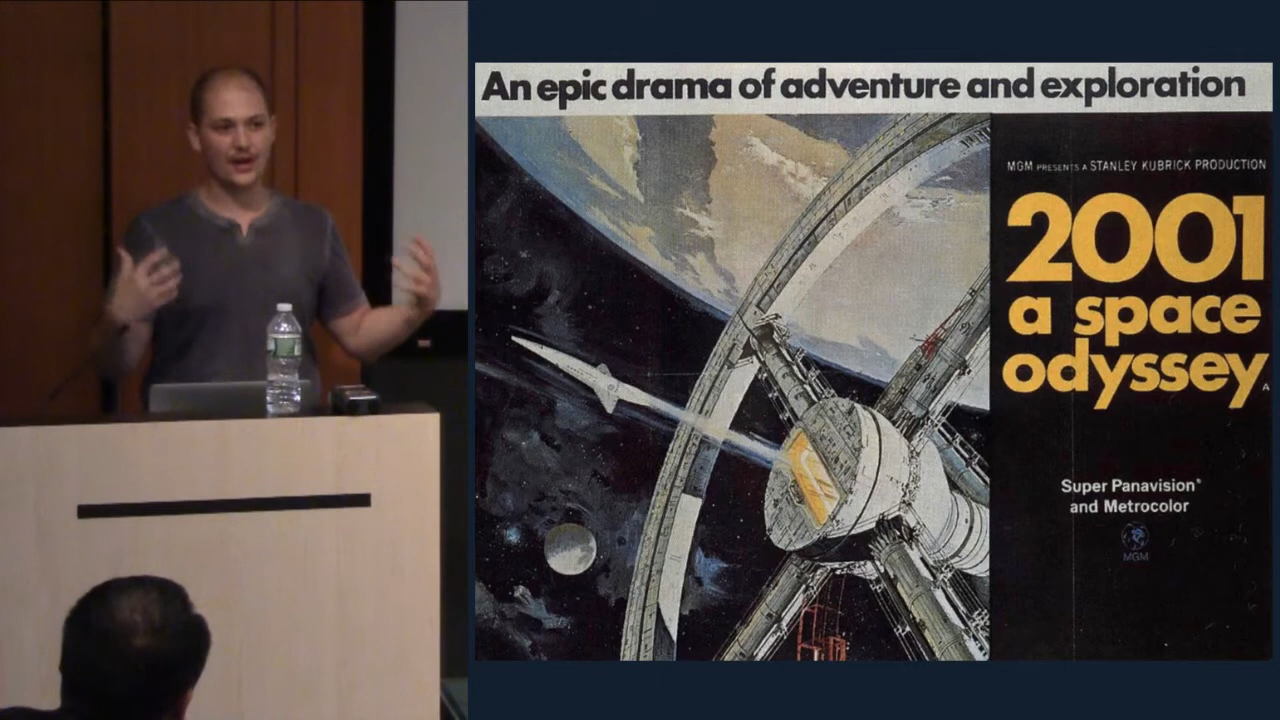 An epic drama of adventure and exploration
MGM PRESENTS A STANLEY KUBRICK PRODUCTION
2001
a space
odyssey
Super Panavision®
and Metrocolor
MGM